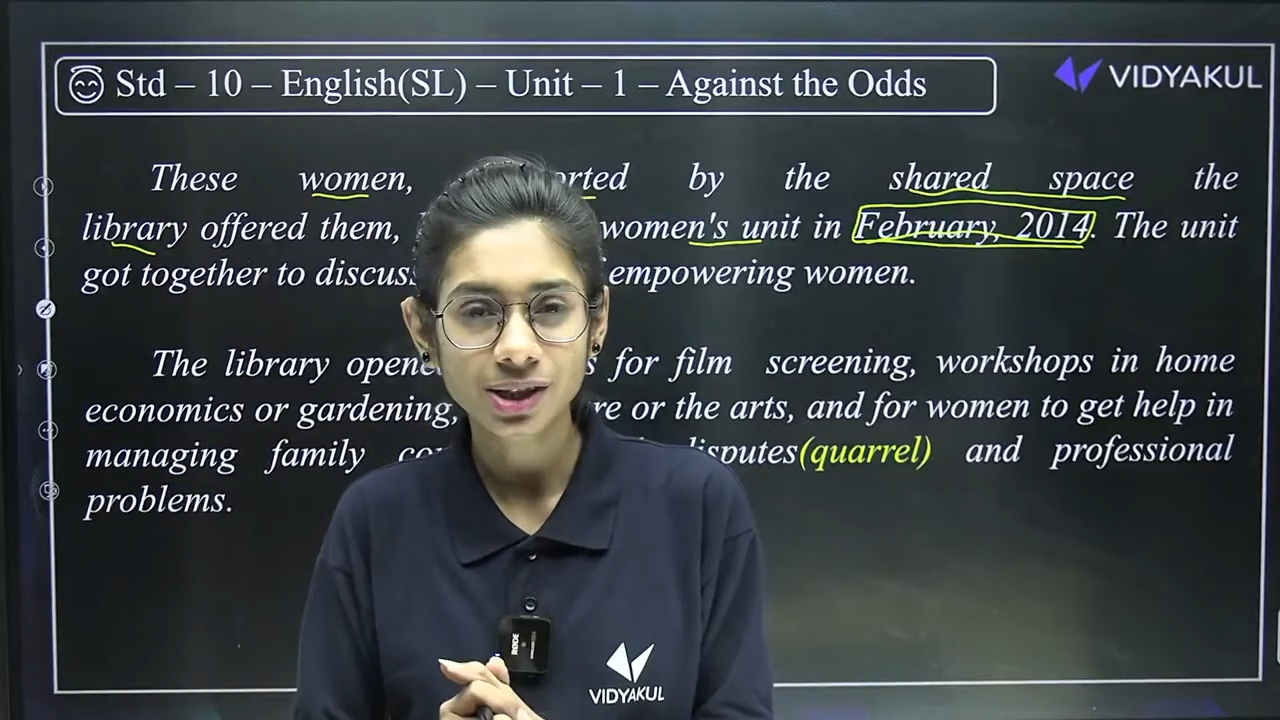 Std – 10 – English(SL) – Unit – 1 – Against the Odds
VIDYAKUL
These women, by the shared space the
library offered them, women's unit in February, 2014. The unit
got together to discuss empowering women.
The library for film screening, workshops in home
economics or gardening, or the arts, and for women to get help in
managing family disputes(quarrel) and professional
problems.
RØDE
VIDYAKUL